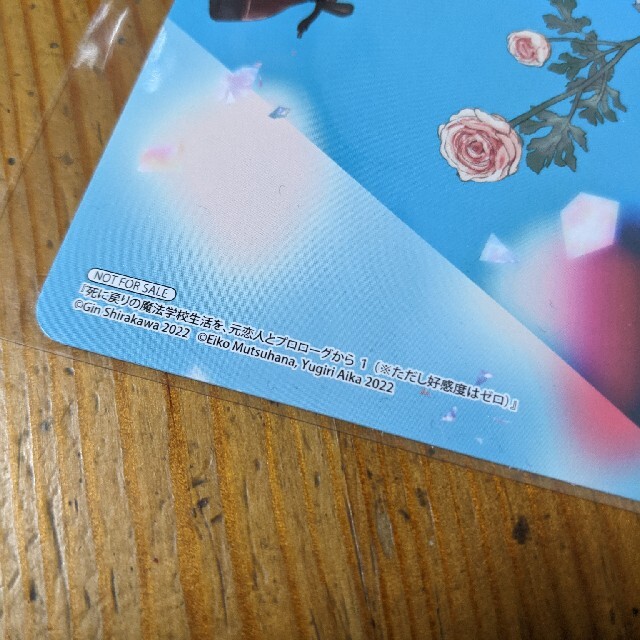 NOT FOR SALE
『死に戻りの魔法学校生活を、元恋人とプロローグから 1（※ただし好感度はゼロ）』
©Gin Shirakawa 2022 ©Eiko Mutsuhana, Yugiri Aika 2022